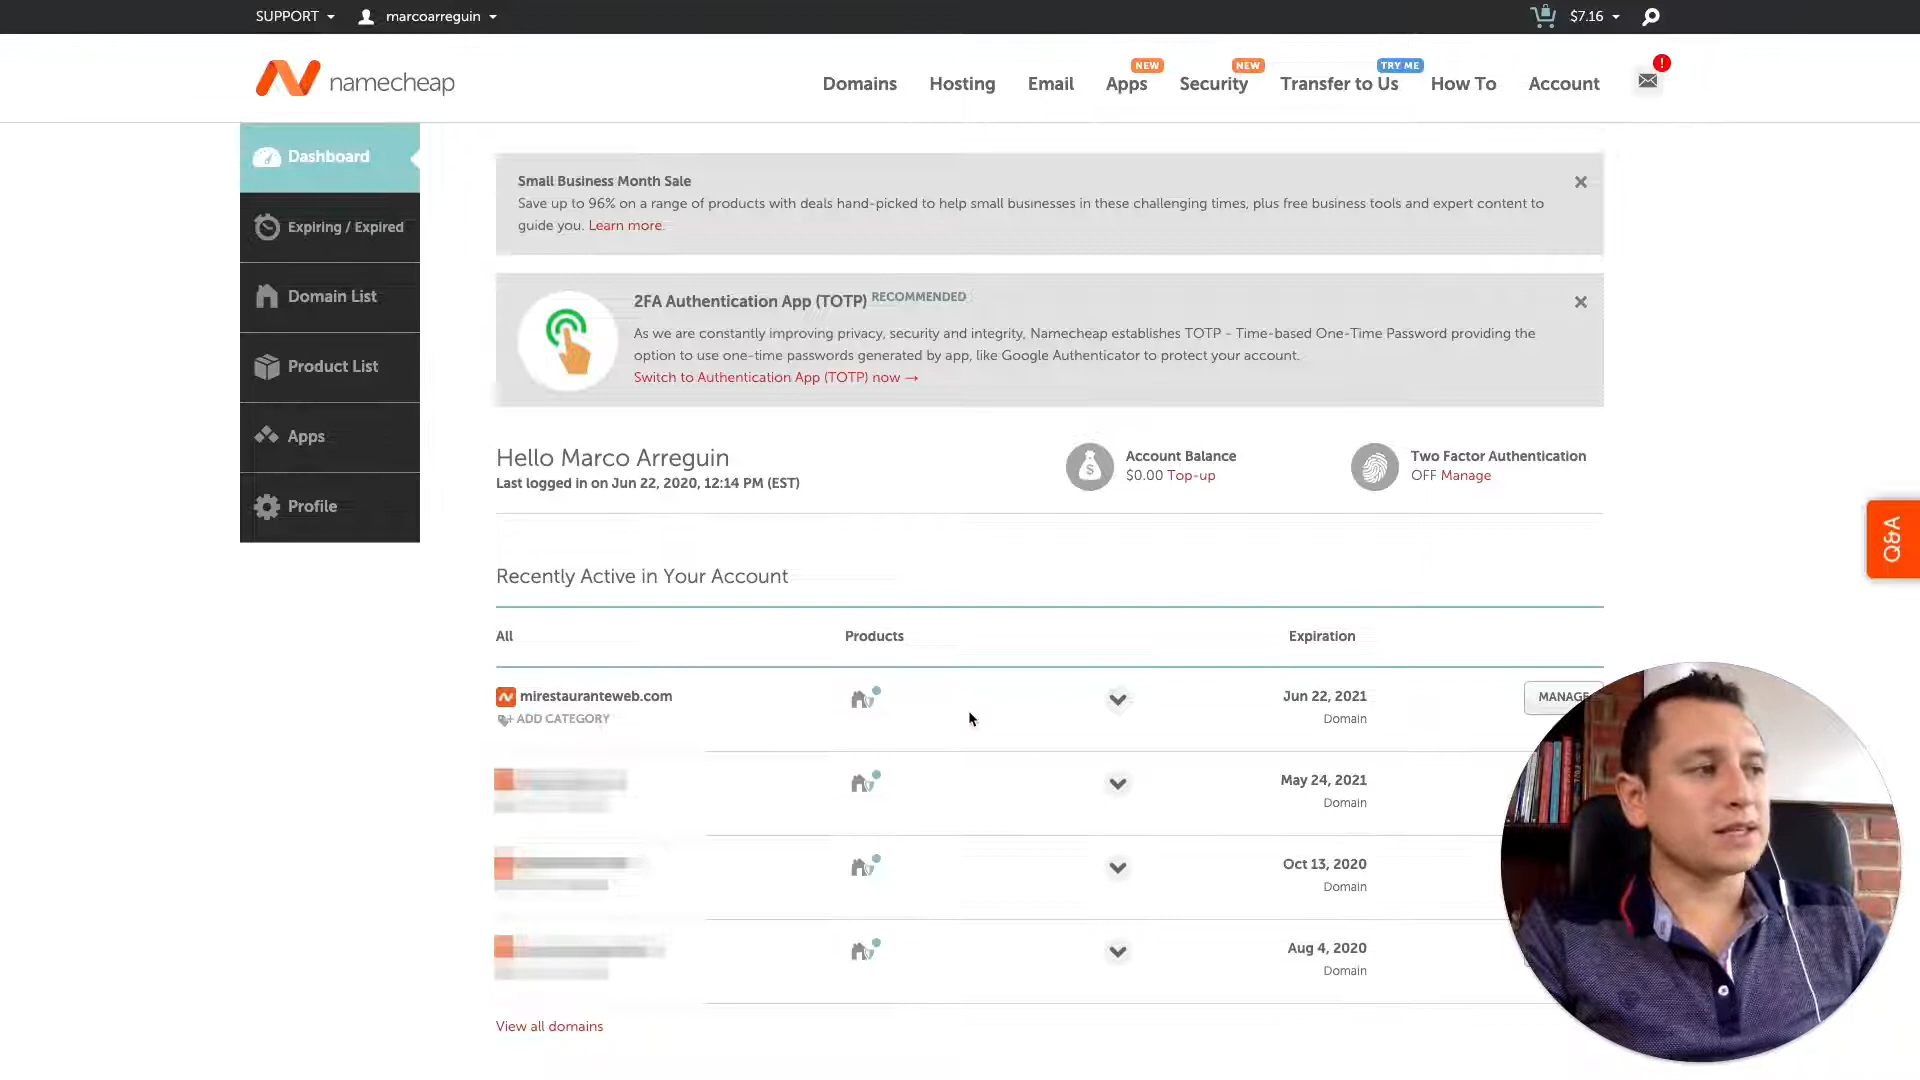 SUPPORT
marcoarreguin
$7.16
namecheap
Domains
Hosting
Email
Apps
NEW
Security
NEW
Transfer to Us
TRY ME
How To
Account
!
Dashboard
Expiring / Expired
Domain List
Product List
Apps
Profile
Small Business Month Sale
Save up to 96% on a range of products with deals hand-picked to help small businesses in these challenging times, plus free business tools and expert content to
guide you. Learn more.
2FA Authentication App (TOTP) RECOMMENDED
As we are constantly improving privacy, security and integrity, Namecheap establishes TOTP - Time-based One-Time Password providing the
option to use one-time passwords generated by app, like Google Authenticator to protect your account.
Switch to Authentication App (TOTP) now →
Hello Marco Arreguin
Last logged in on Jun 22, 2020, 12:14 PM (EST)
Account Balance
$0.00 Top-up
Two Factor Authentication
OFF Manage
Q&A
Recently Active in Your Account
All
Products
Expiration
mirestauranteweb.com
ADD CATEGORY
Jun 22, 2021
Domain
MANAGE
May 24, 2021
Domain
Oct 13, 2020
Domain
Aug 4, 2020
Domain
View all domains